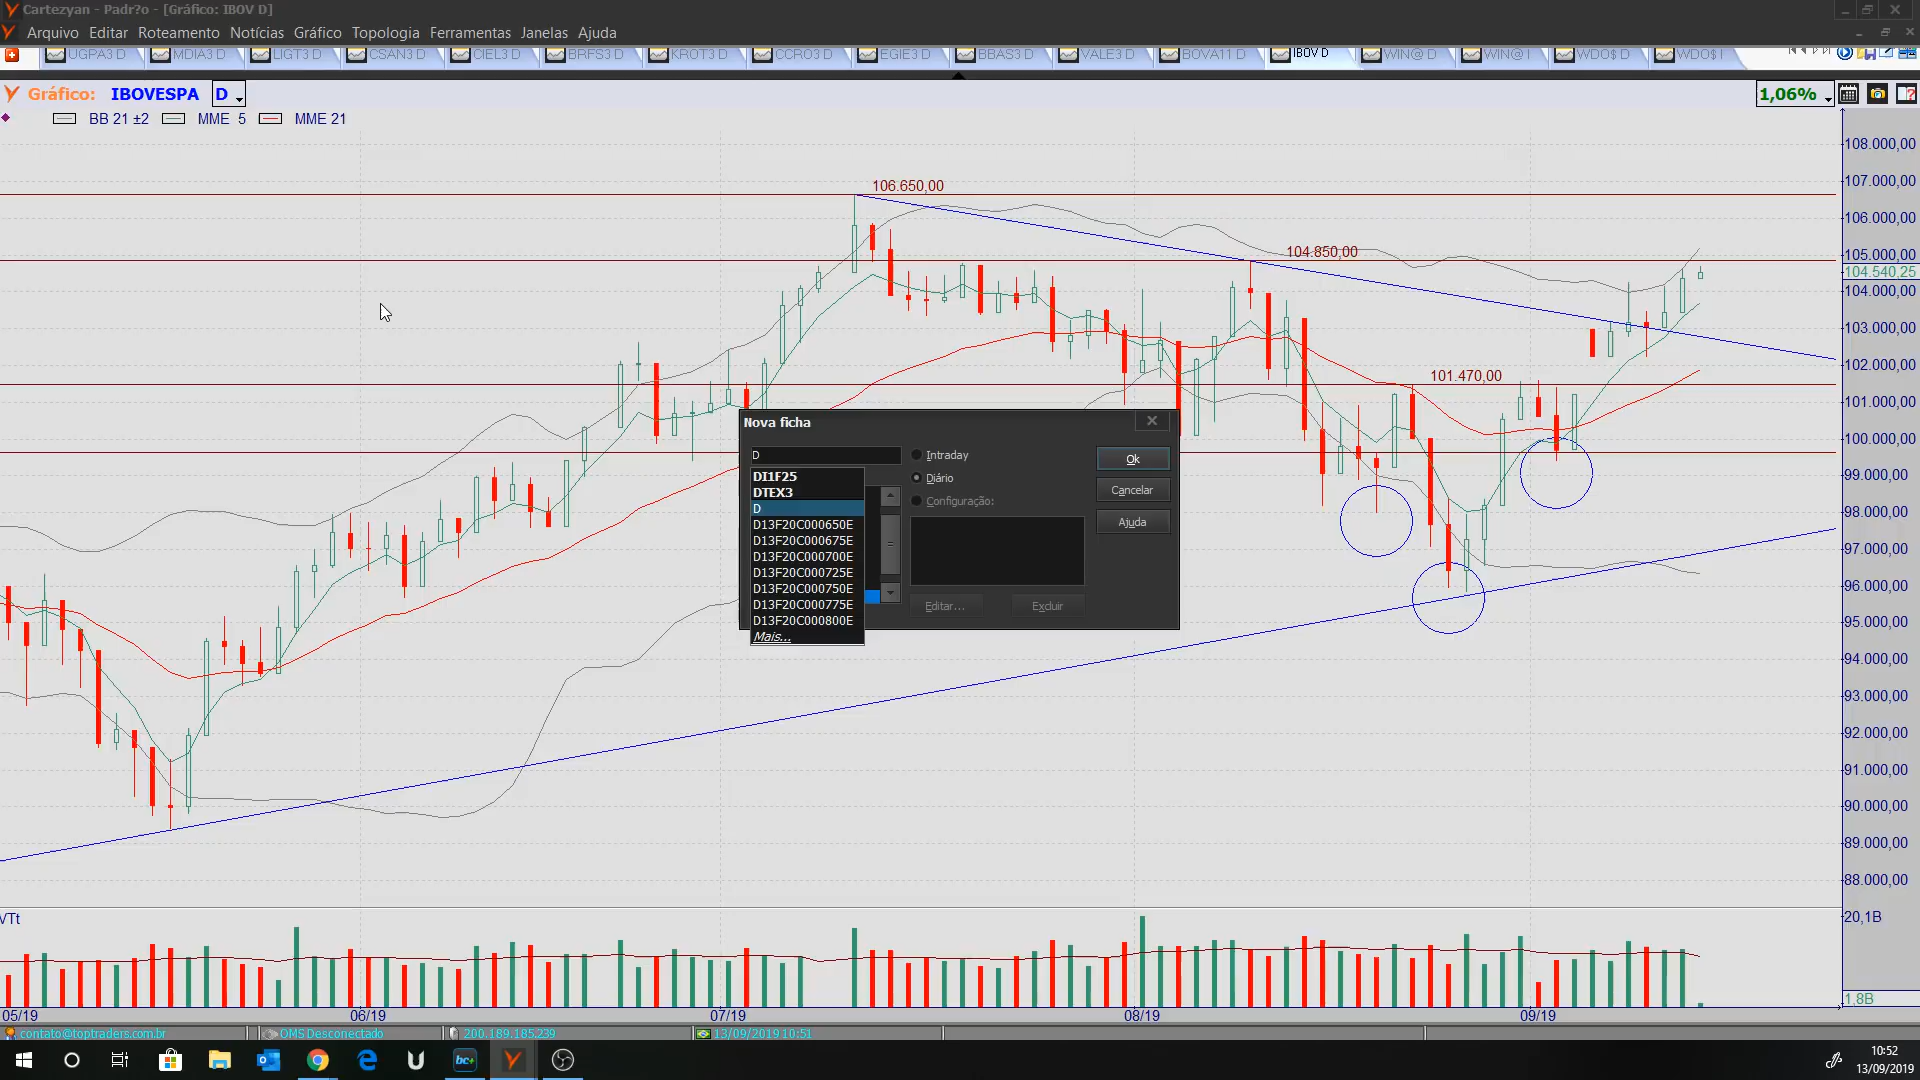 Cartezyan - Padr?o - [Gráfico: IBOV D]
Arquivo Editar Roteamento Notícias Gráfico Topologia Ferramentas Janelas Ajuda
UGPA3 D MDIA3 D LIGT3 D CSAN3 D CIEL3 D BRFS3 D KROT3 D CCRO3 D EGIE3 D BBAS3 D VALE3 D BOVA11 D IBOV D WIN@ D WIN@ I WDO$ D WDO$ I
Gráfico: IBOVESPA D 1,06%
BB 21 ±2 MME 5 MME 21
108.000,00
107.000,00
106.650,00
106.000,00
104.850,00
105.000,00
104.540,25
104.000,00
103.000,00
102.000,00
101.470,00
101.000,00
100.000,00
99.000,00
98.000,00
97.000,00
96.000,00
95.000,00
94.000,00
93.000,00
92.000,00
91.000,00
90.000,00
89.000,00
88.000,00
Nova ficha
D
Intraday
Ok
DI1F25
Diário
DTEX3
Cancelar
D
Configuração:
D13F20C000650E
Ajuda
D13F20C000675E
D13F20C000700E
D13F20C000725E
D13F20C000750E
D13F20C000775E
Editar... Excluir
D13F20C000800E
Mais...
VTt
20,1B
1,8B
05/19 06/19 07/19 08/19 09/19
contato@toptraders.com.br OMS Desconectado 200.189.185.239 13/09/2019 10:51
bc+
10:52
13/09/2019